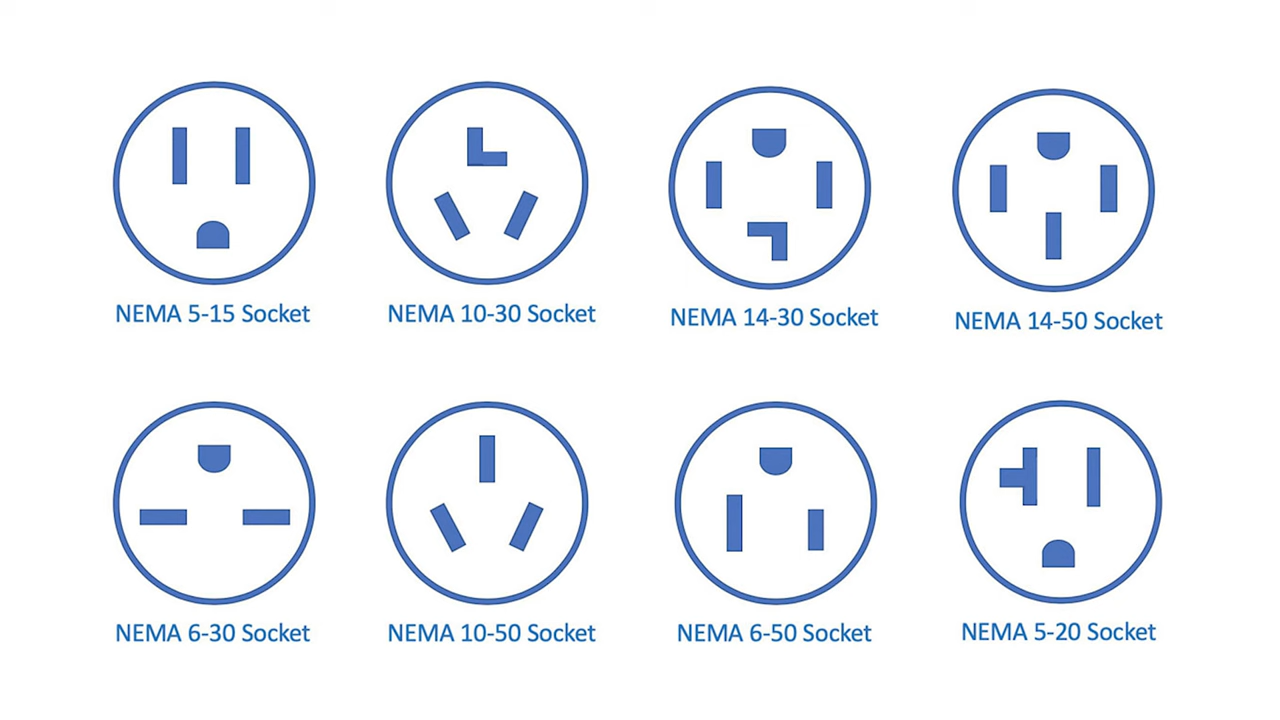 NEMA 5-15 Socket
NEMA 10-30 Socket
NEMA 14-30 Socket
NEMA 14-50 Socket
NEMA 6-30 Socket
NEMA 10-50 Socket
NEMA 6-50 Socket
NEMA 5-20 Socket